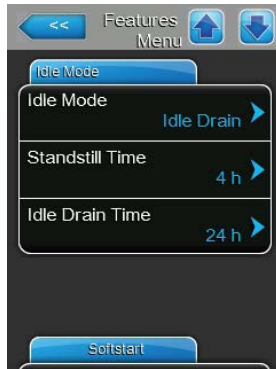 <<
Features
Menu
Idle Mode
Idle Mode
Idle Drain
Standstill Time
4 h
Idle Drain Time
24 h
Softstart